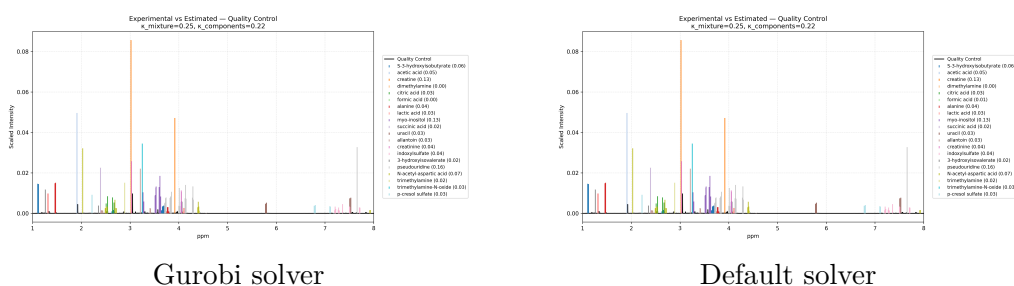 Experimental vs Estimated — Quality Control
κ_mixture=0.25, κ_components=0.22
0.08
0.06
0.04
0.02
0.00
Scaled Intensity
1 2 3 4 5 6 7 8
ppm
Quality Control
S-3-hydroxyisobutyrate (0.06)
acetic acid (0.05)
creatine (0.13)
dimethylamine (0.00)
citric acid (0.03)
formic acid (0.00)
alanine (0.04)
lactic acid (0.03)
myo-inositol (0.13)
succinic acid (0.02)
uracil (0.03)
allantoin (0.03)
creatinine (0.04)
indoxylsulfate (0.04)
3-hydroxyisovalerate (0.02)
pseudouridine (0.16)
N-acetyl-aspartic acid (0.07)
trimethylamine (0.02)
trimethylamine-N-oxide (0.03)
p-cresol sulfate (0.03)
Gurobi solver
Experimental vs Estimated — Quality Control
κ_mixture=0.25, κ_components=0.22
0.08
0.06
0.04
0.02
0.00
Scaled Intensity
1 2 3 4 5 6 7 8
ppm
Quality Control
S-3-hydroxyisobutyrate (0.06
acetic acid (0.05)
creatine (0.13)
dimethylamine (0.00)
citric acid (0.03)
formic acid (0.01)
alanine (0.04)
lactic acid (0.03)
myo-inositol (0.13)
succinic acid (0.02)
uracil (0.03)
allantoin (0.03)
creatinine (0.04)
indoxylsulfate (0.04)
3-hydroxyisovalerate (0.02)
pseudouridine (0.16)
N-acetyl-aspartic acid (0.07)
trimethylamine (0.02)
trimethylamine-N-oxide (0.03
p-cresol sulfate (0.03)
Default solver